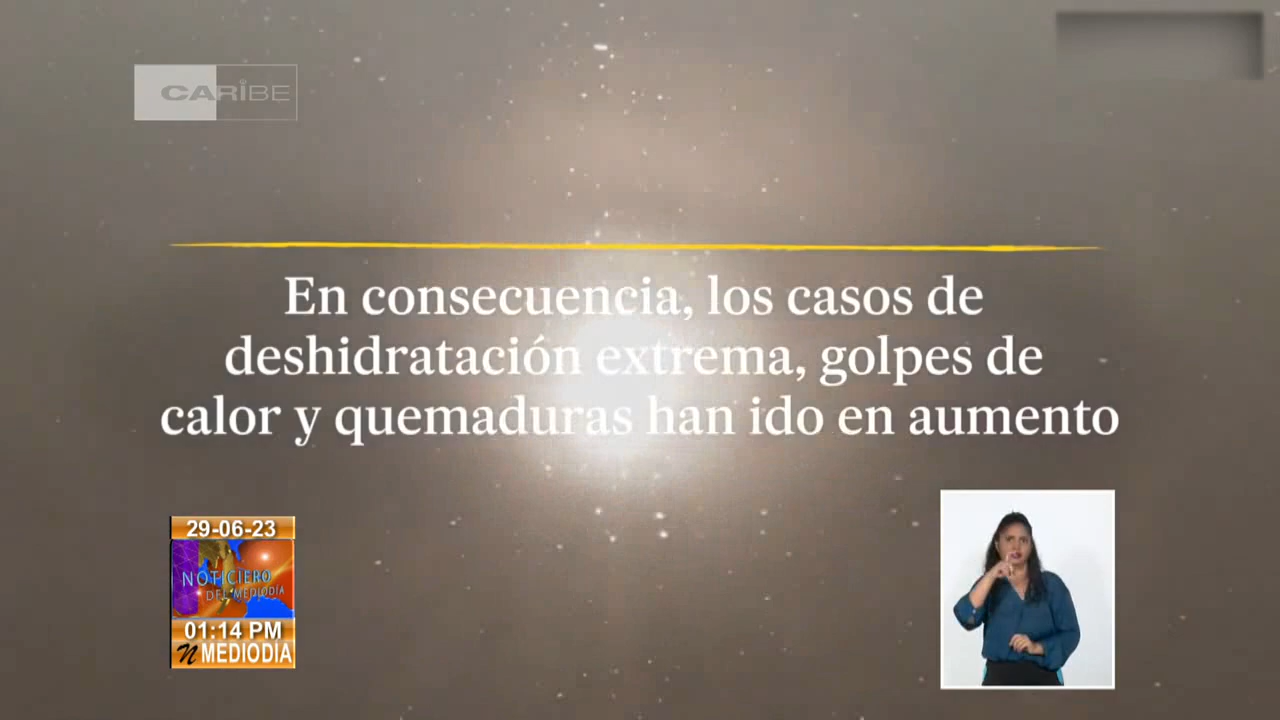 CARIBE
En consecuencia, los casos de
deshidratación extrema, golpes de
calor y quemaduras han ido en aumento
29-06-23
NOTICIERO
DEL MEDIODIA
01:14 PM
N MEDIODÍA